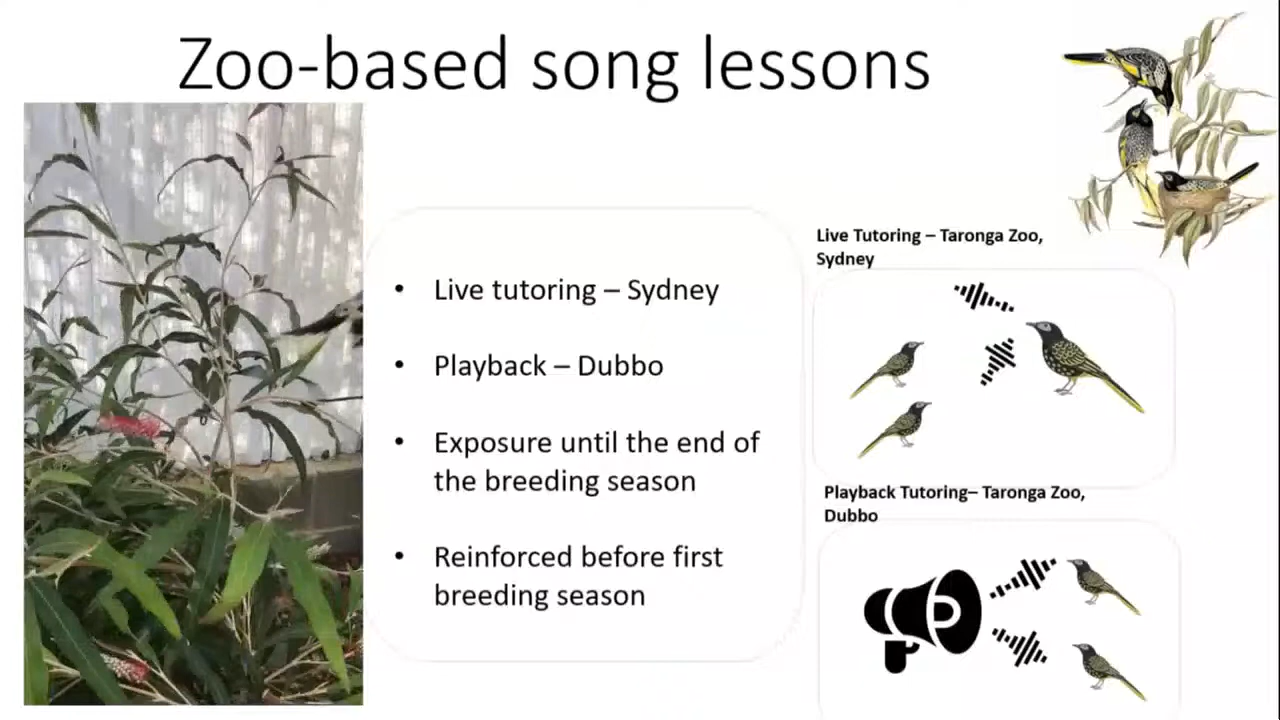 Zoo-based song lessons
• Live tutoring – Sydney
• Playback – Dubbo
• Exposure until the end of
the breeding season
• Reinforced before first
breeding season
Live Tutoring – Taronga Zoo,
Sydney
Playback Tutoring– Taronga Zoo,
Dubbo